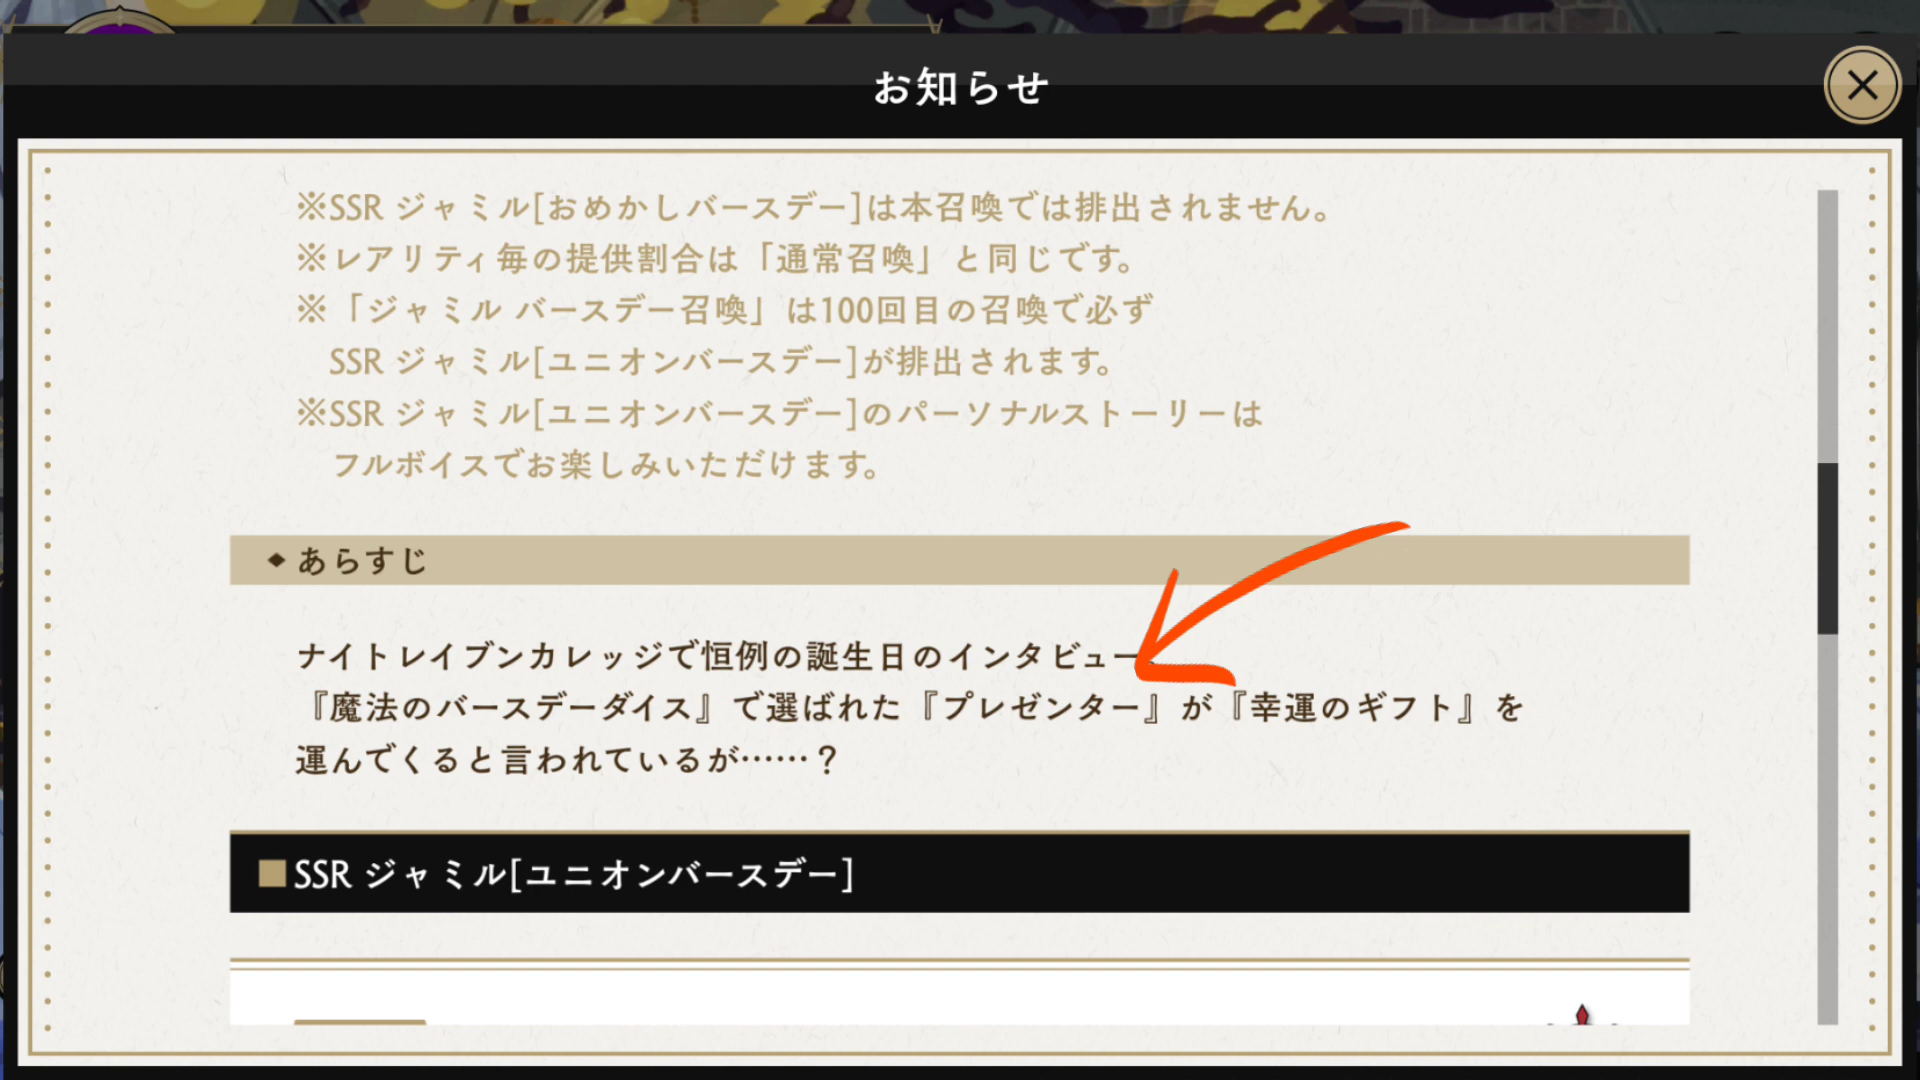 お知らせ
※SSR ジャミル[おめかしバースデー]は本召喚では排出されません。
※レアリティ毎の提供割合は「通常召喚」と同じです。
※「ジャミル バースデー召喚」は100回目の召喚で必ず
SSR ジャミル[ユニオンバースデー]が排出されます。
※SSR ジャミル[ユニオンバースデー]のパーソナルストーリーは
フルボイスでお楽しみいただけます。
◆あらすじ
ナイトレイブンカレッジで恒例の誕生日のインタビュー。
『魔法のバースデーダイス』で選ばれた『プレゼンター』が『幸運のギフト』を
運んでくると言われているが……？
■SSR ジャミル[ユニオンバースデー]